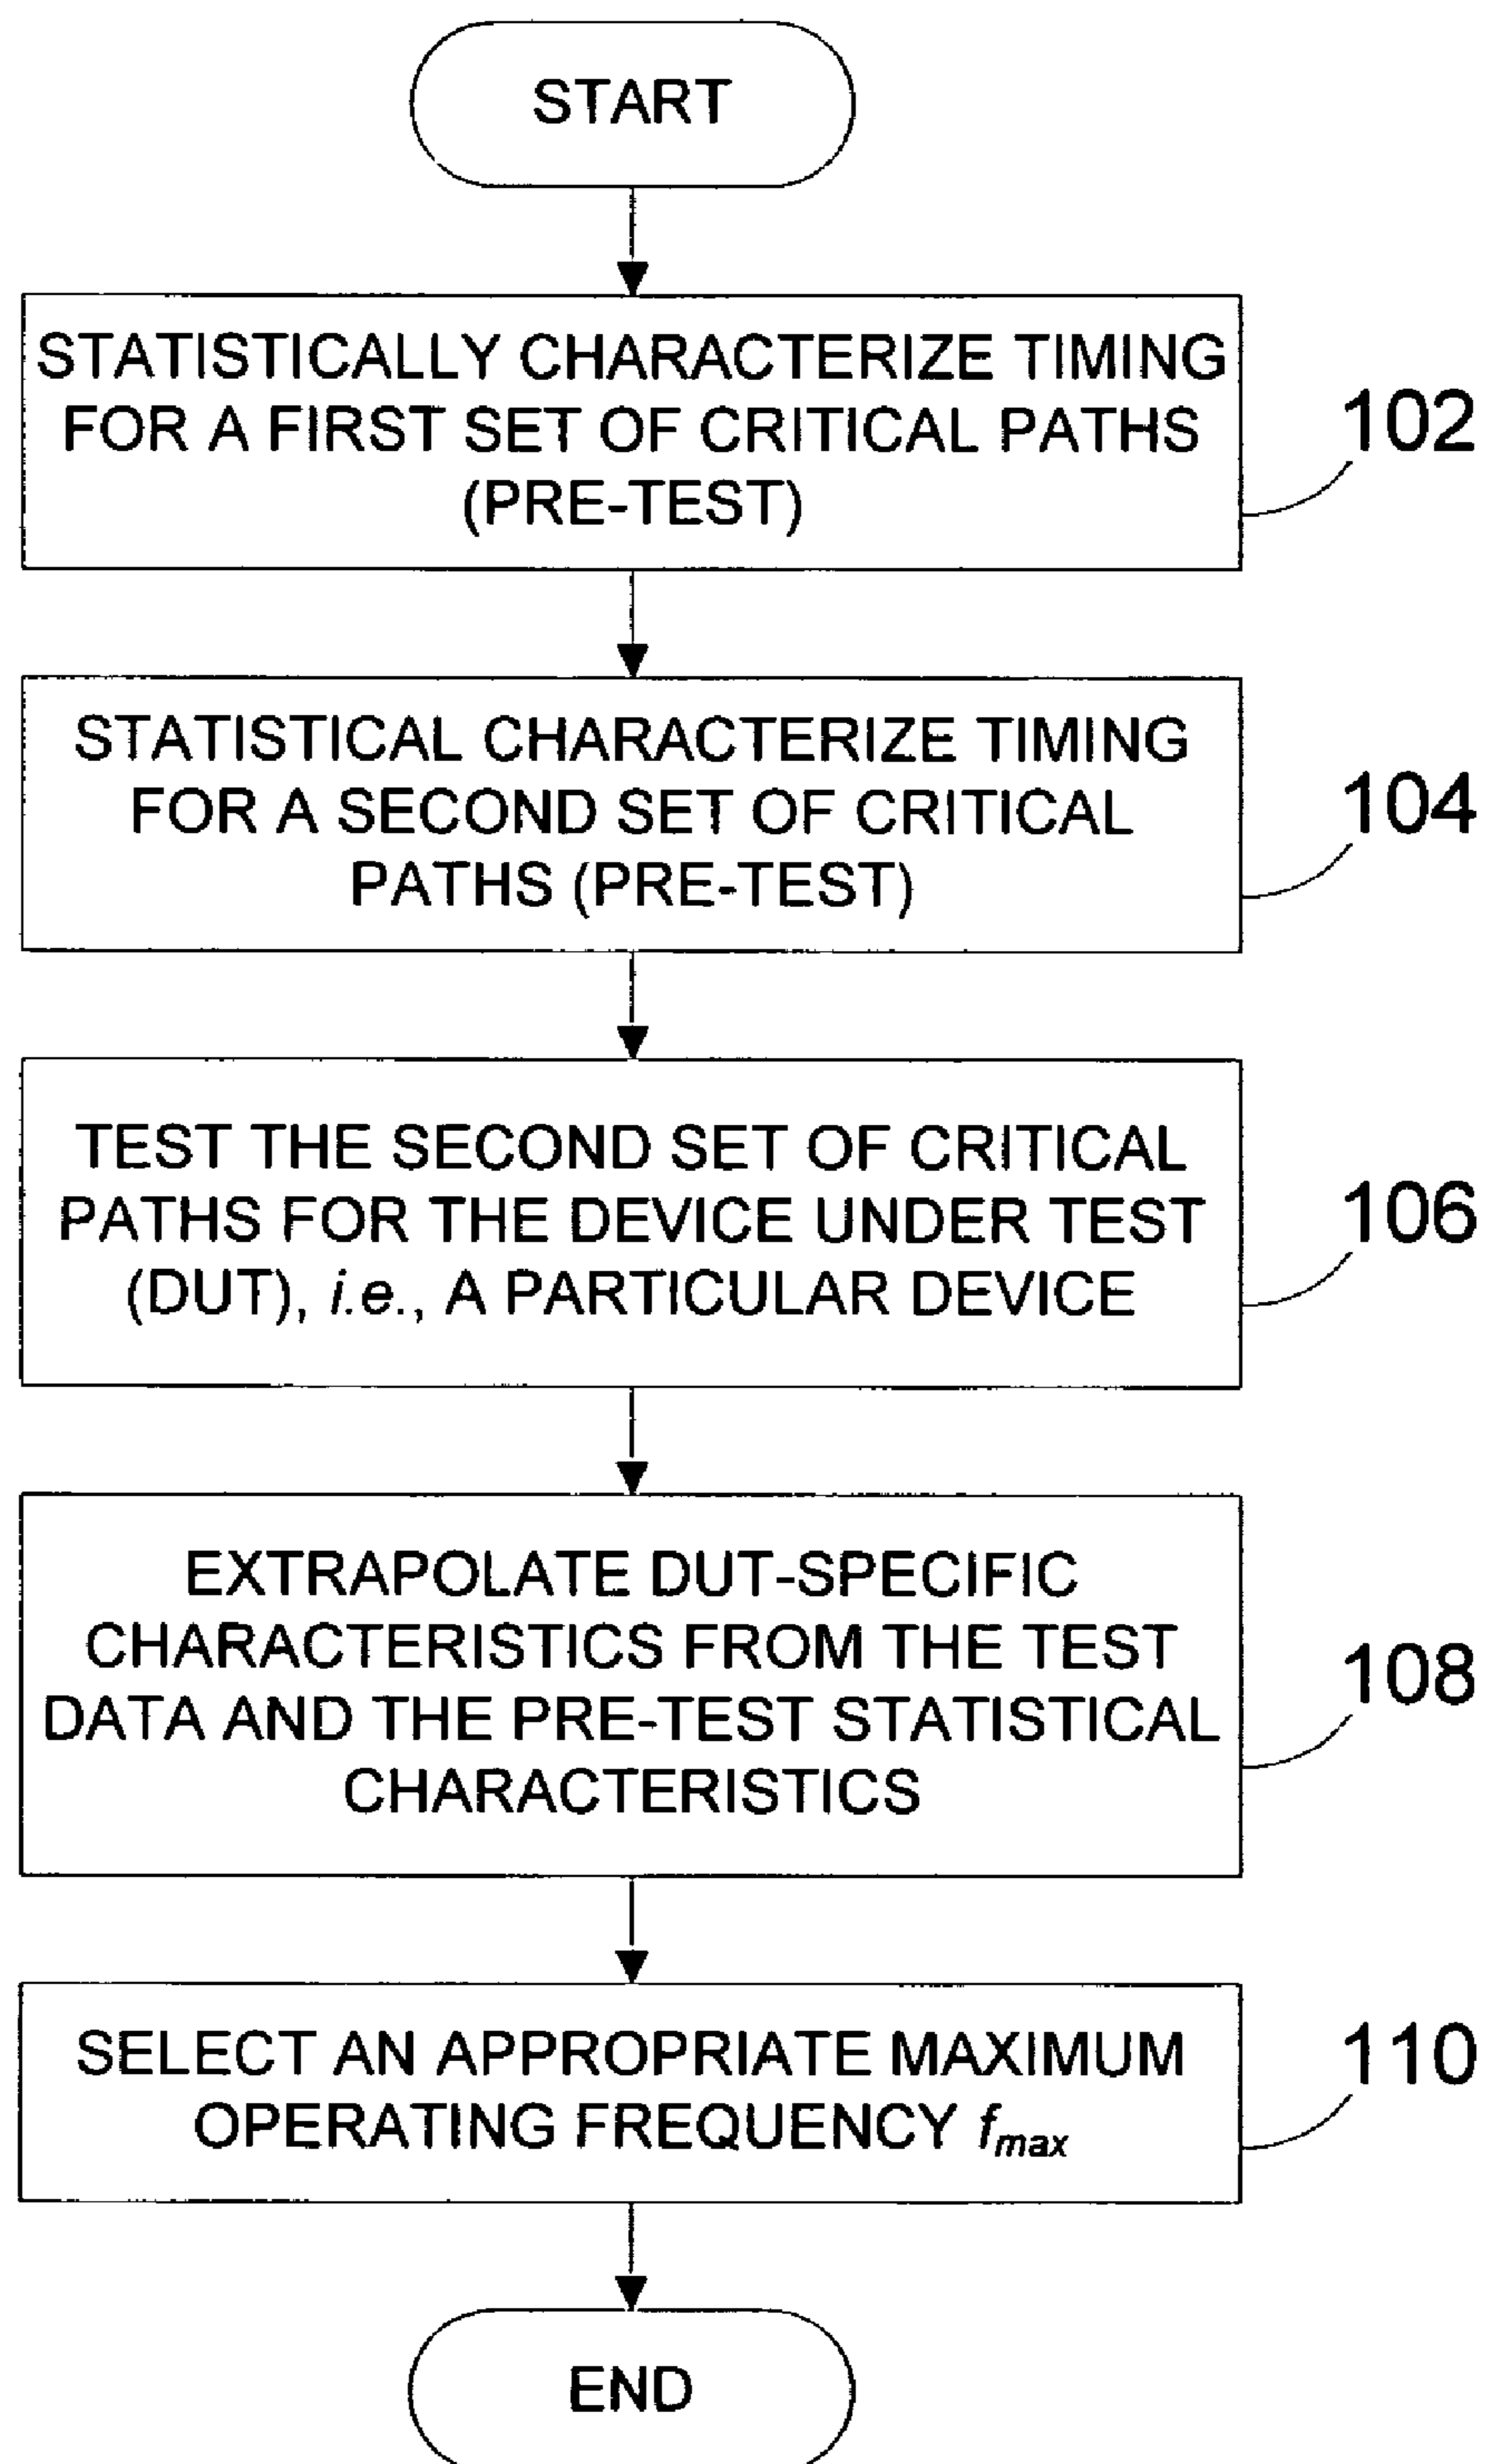 START
STATISTICALLY CHARACTERIZE TIMING
FOR A FIRST SET OF CRITICAL PATHS
(PRE-TEST)
102
STATISTICAL CHARACTERIZE TIMING
FOR A SECOND SET OF CRITICAL
PATHS (PRE-TEST)
104
TEST THE SECOND SET OF CRITICAL
PATHS FOR THE DEVICE UNDER TEST
(DUT), i.e., A PARTICULAR DEVICE
106
EXTRAPOLATE DUT-SPECIFIC
CHARACTERISTICS FROM THE TEST
DATA AND THE PRE-TEST STATISTICAL
CHARACTERISTICS
108
SELECT AN APPROPRIATE MAXIMUM
OPERATING FREQUENCY fmax
110
END